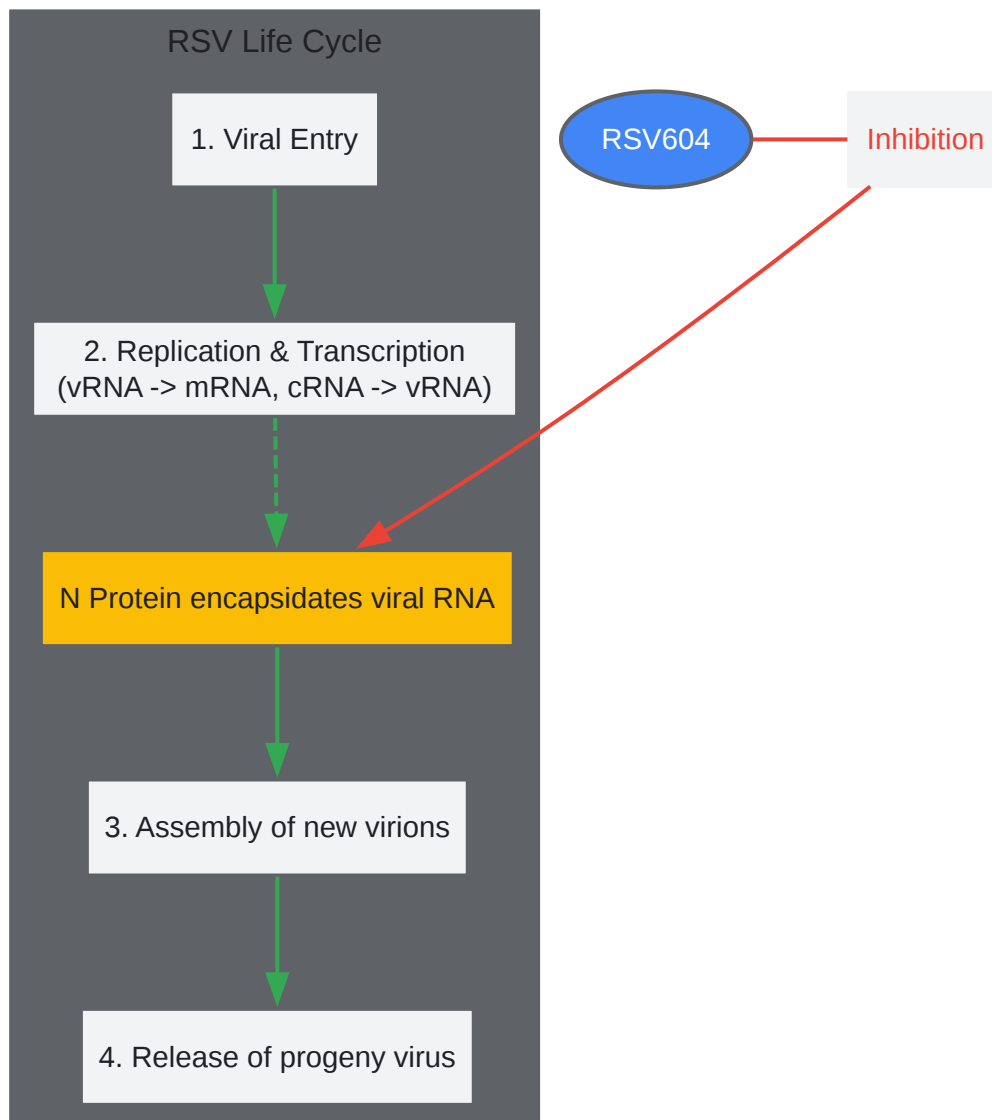 RSV Life Cycle
1. Viral Entry
RSV604
Inhibition
2. Replication & Transcription
(vRNA -> mRNA, cRNA -> vRNA)
N Protein encapsidates viral RNA
3. Assembly of new virions
4. Release of progeny virus